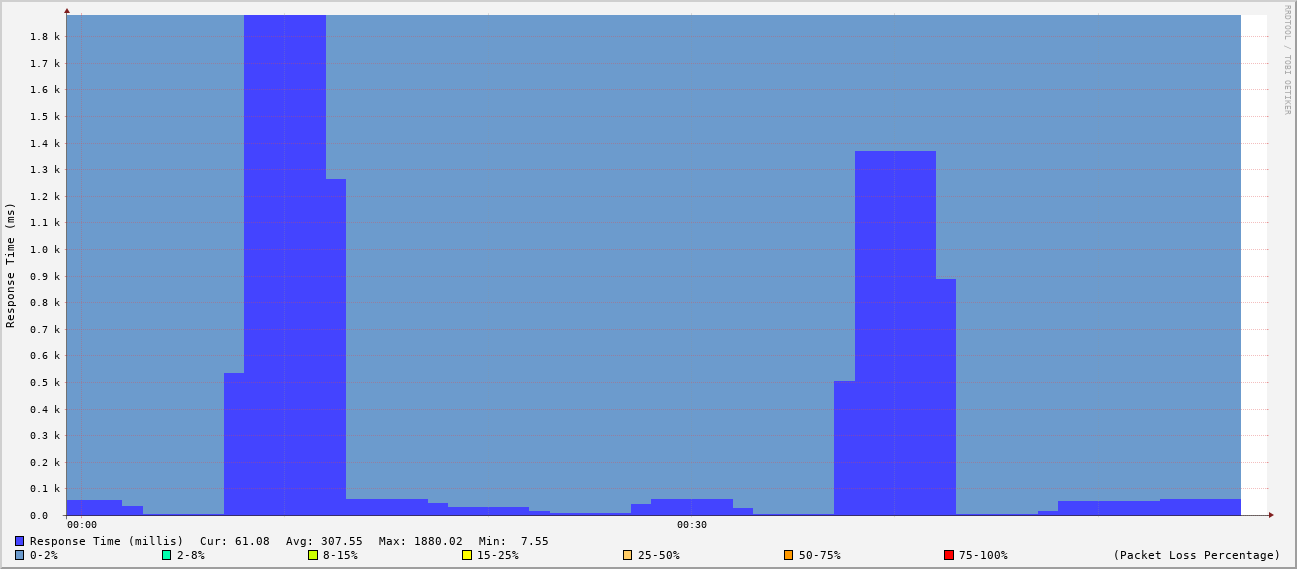 RRDTOOL / TOBI OETIKER
Response Time (ms)
1.8 k
1.7 k
1.6 k
1.5 k
1.4 k
1.3 k
1.2 k
1.1 k
1.0 k
0.9 k
0.8 k
0.7 k
0.6 k
0.5 k
0.4 k
0.3 k
0.2 k
0.1 k
0.0
00:00 00:30
Response Time (millis) Cur: 61.08 Avg: 307.55 Max: 1880.02 Min: 7.55
0-2% 2-8% 8-15% 15-25% 25-50% 50-75% 75-100% (Packet Loss Percentage)